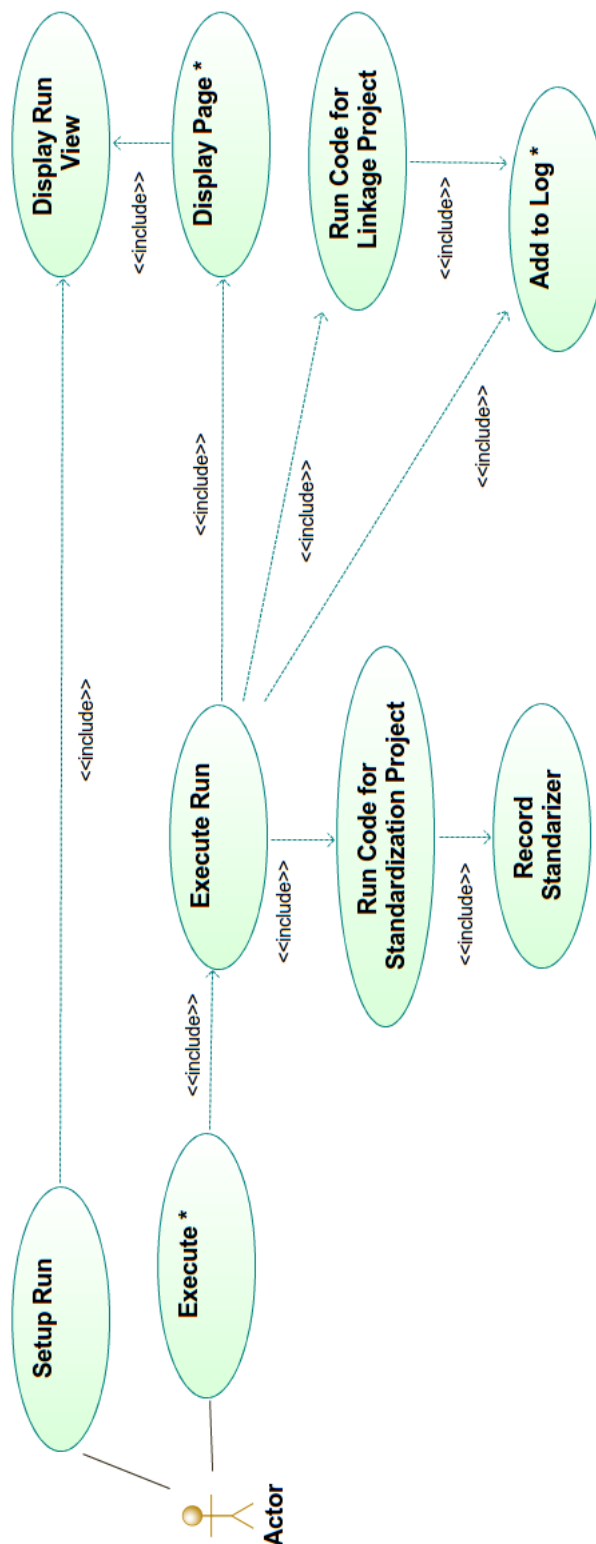 Setup Run
<<include>>
Display Run
View
Execute *
<<include>>
Execute Run
<<include>>
Display Page *
<<include>>
<<include>>
Run Code for
Standardization Project
<<include>>
Run Code for
Linkage Project
<<include>>
<<include>>
Record
Standarizer
<<include>>
Add to Log *
Actor